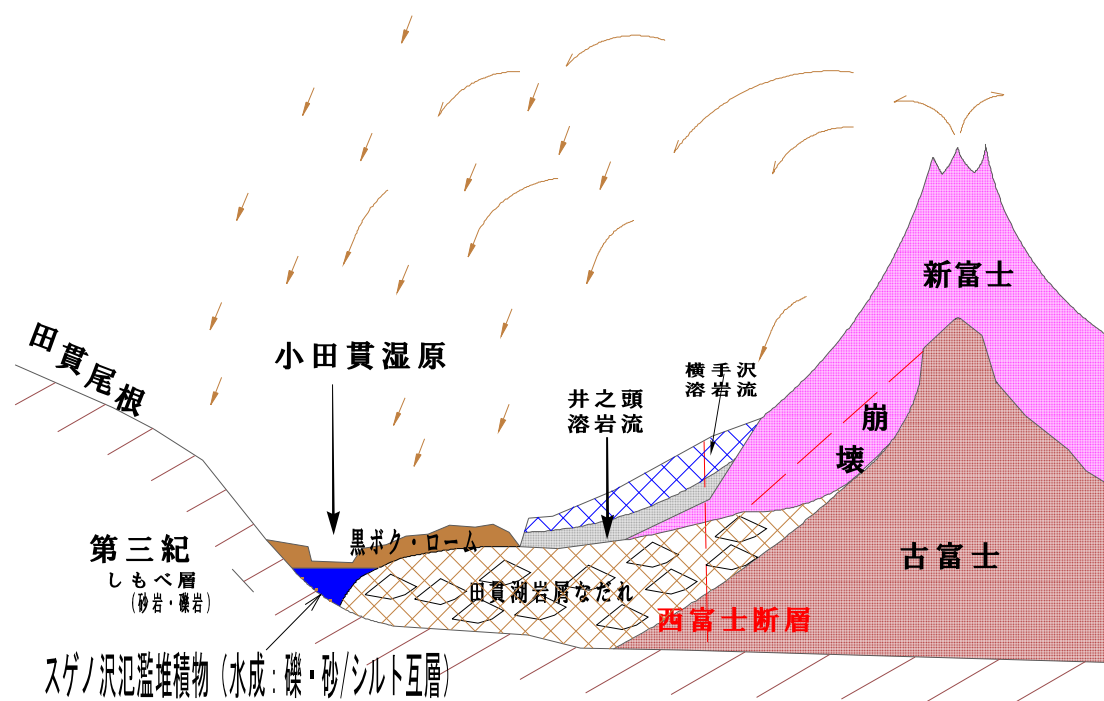 新富士
田貫尾根
小田貫湿原
横手沢
溶岩流
井之頭
溶岩流
崩
壊
黒ボク・ローム
第三紀
しもべ層
(砂岩・礫岩)
古富士
田貫湖岩屑なだれ
西富士断層
スゲノ沢氾濫堆積物(水成:礫・砂/シルト互層)